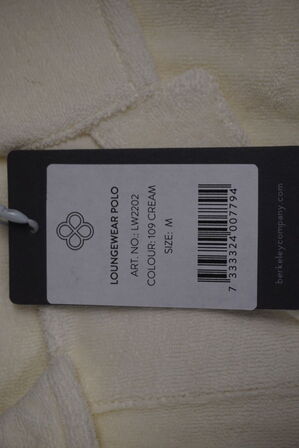 LOUNGEWEAR POLO
ART. NO.: LW2202
COLOUR: 109 CREAM
SIZE: M
7 333324 007794
berkeleycompany.com